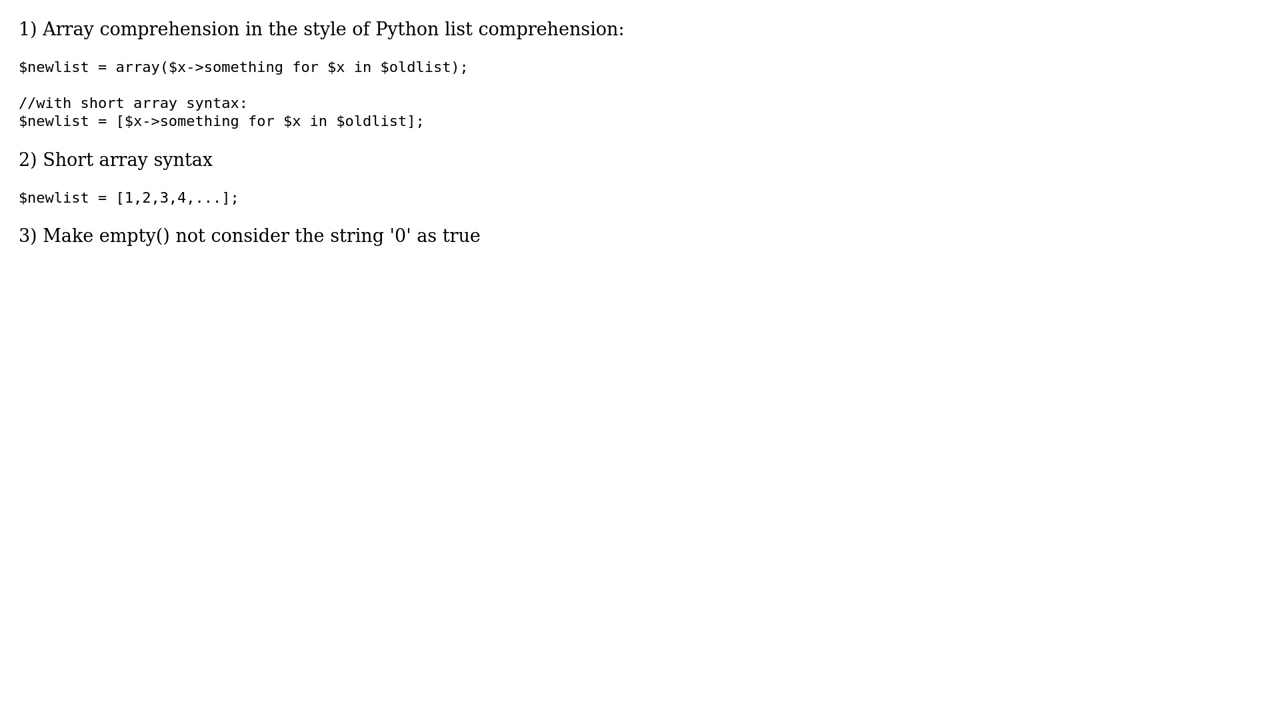 1) Array comprehension in the style of Python list comprehension:
$newlist = array($x->something for $x in $oldlist);
//with short array syntax:
$newlist = [$x->something for $x in $oldlist];
2) Short array syntax
$newlist = [1,2,3,4,...];
3) Make empty() not consider the string '0' as true